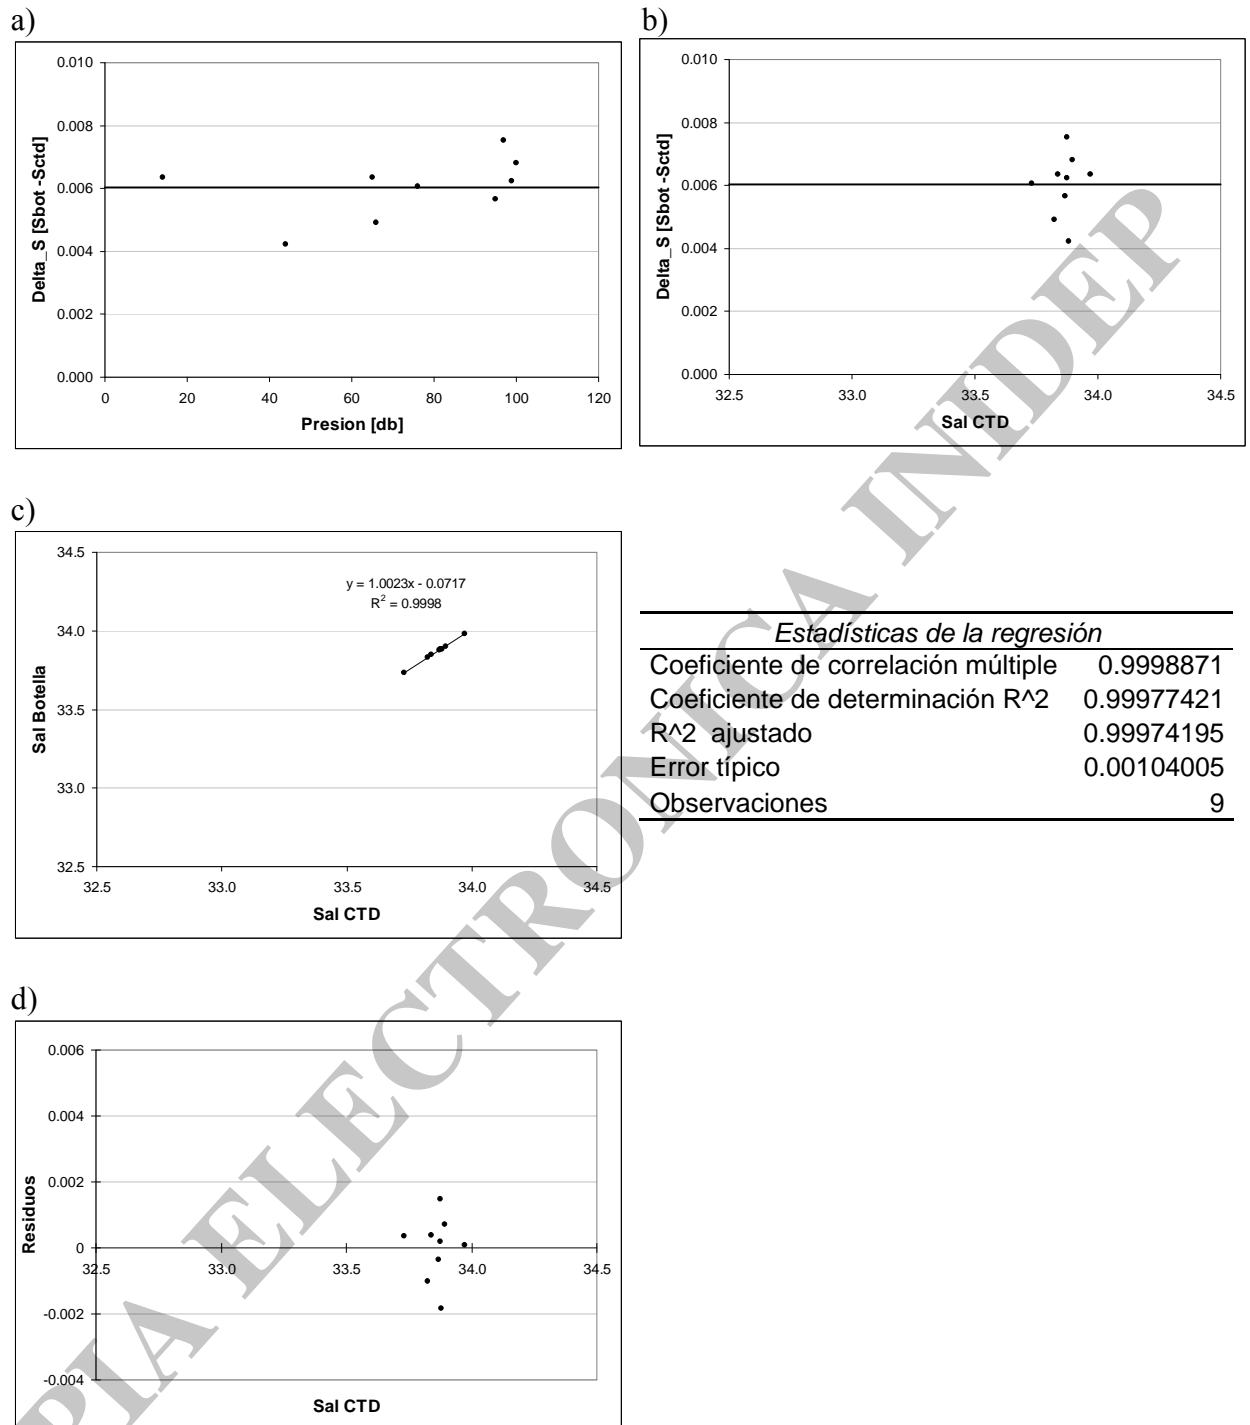 a)
0.010
0.008
0.006
0.004
0.002
0.000
Delta_S [Sbot -Sctd]
0 20 40 60 80 100 120
Presion [db]
b)
0.010
0.008
0.006
0.004
0.002
0.000
Delta_S [Sbot -Sctd]
32.5 33.0 33.5 34.0 34.5
Sal CTD
c)
34.5
34.0
33.5
33.0
32.5
Sal Botella
y = 1.0023x - 0.0717
R² = 0.9998
32.5 33.0 33.5 34.0 34.5
Sal CTD
Estadísticas de la regresión
Coeficiente de correlación múltiple 0.9998871
Coeficiente de determinación R^2 0.99977421
R^2 ajustado 0.99974195
Error típico 0.00104005
Observaciones 9
d)
0.006
0.004
0.002
0
-0.002
-0.004
Residuos
32.5 33.0 33.5 34.0 34.5
Sal CTD
PIA ELECTRONICA INIDEP